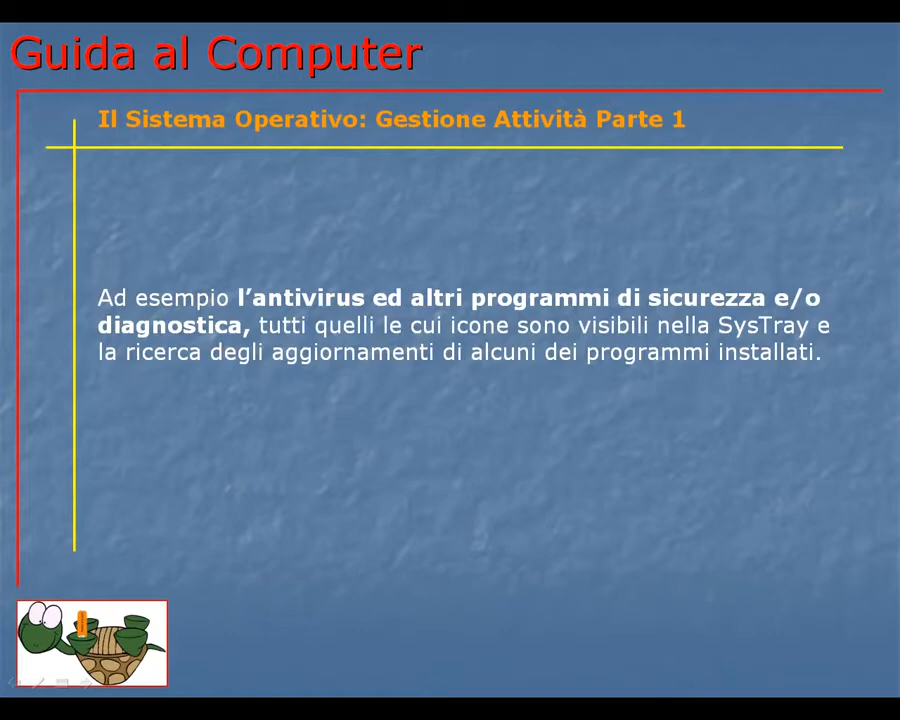 Guida al Computer
Il Sistema Operativo: Gestione Attività Parte 1
Ad esempio l’antivirus ed altri programmi di sicurezza e/o
diagnostica, tutti quelli le cui icone sono visibili nella SysTray e
la ricerca degli aggiornamenti di alcuni dei programmi installati.